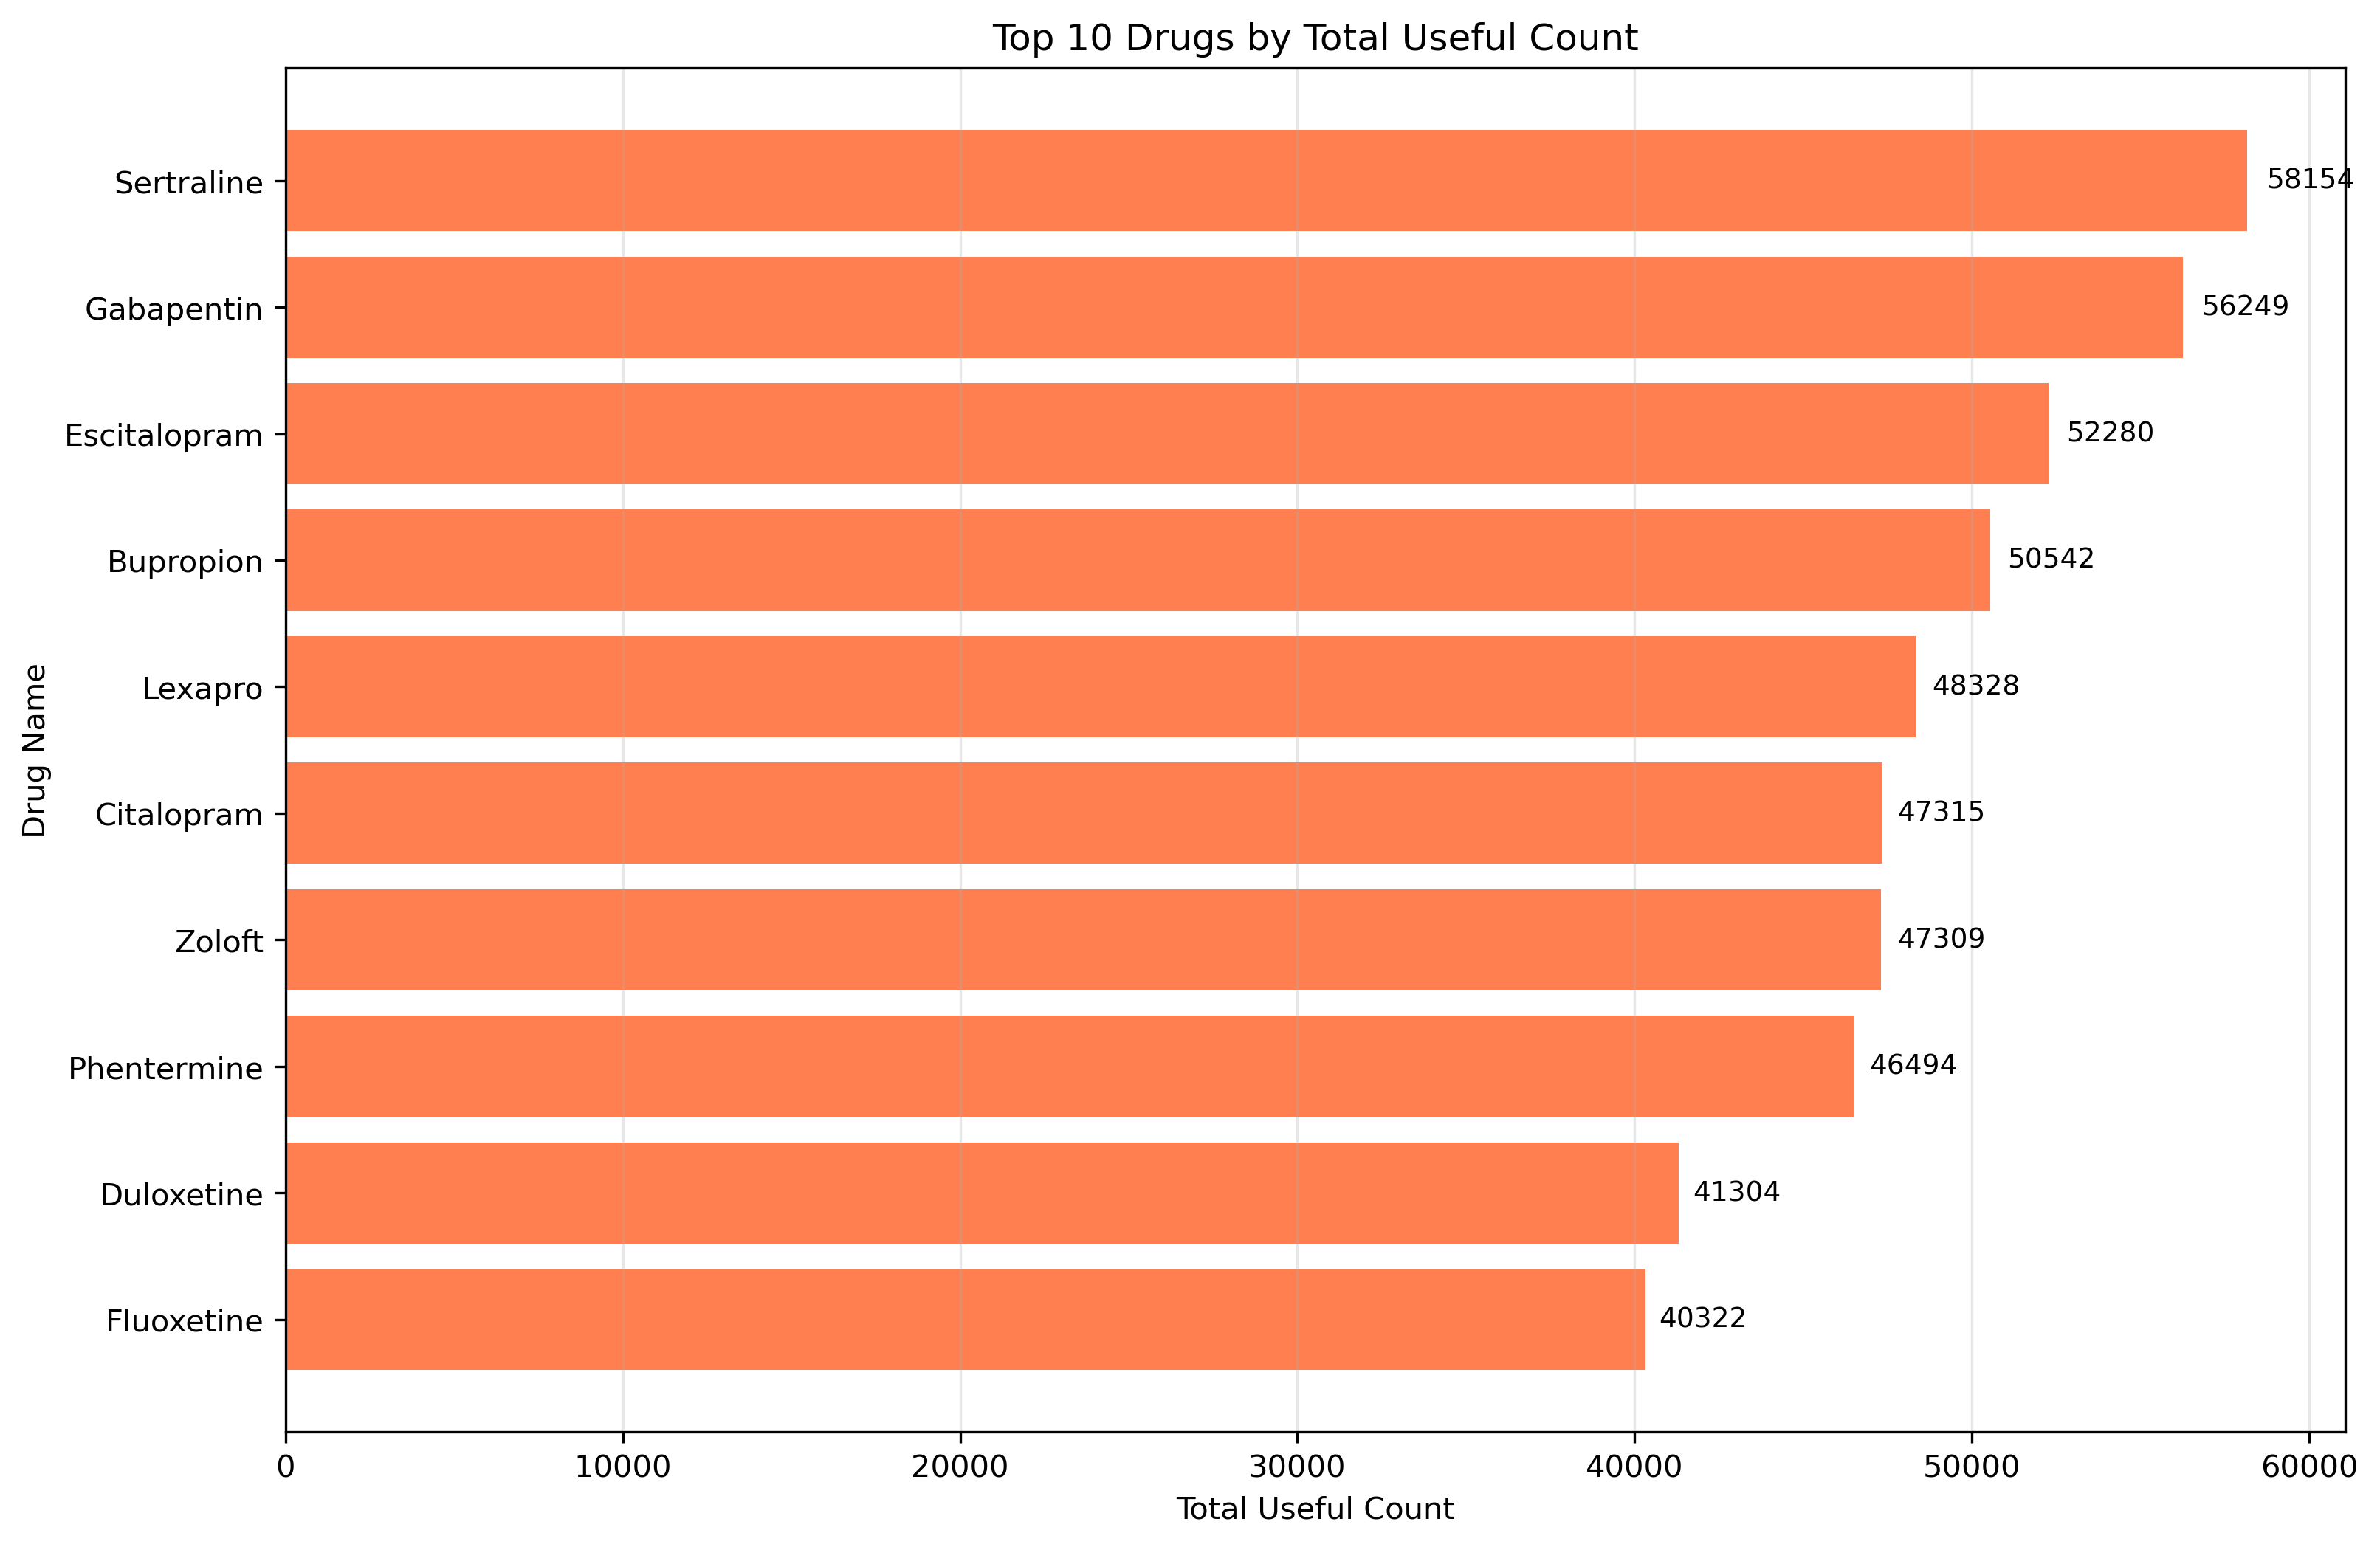 Top 10 Drugs by Total Useful Count
Drug Name
Sertraline 58154
Gabapentin 56249
Escitalopram 52280
Bupropion 50542
Lexapro 48328
Citalopram 47315
Zoloft 47309
Phentermine 46494
Duloxetine 41304
Fluoxetine 40322
0 10000 20000 30000 40000 50000 60000
Total Useful Count